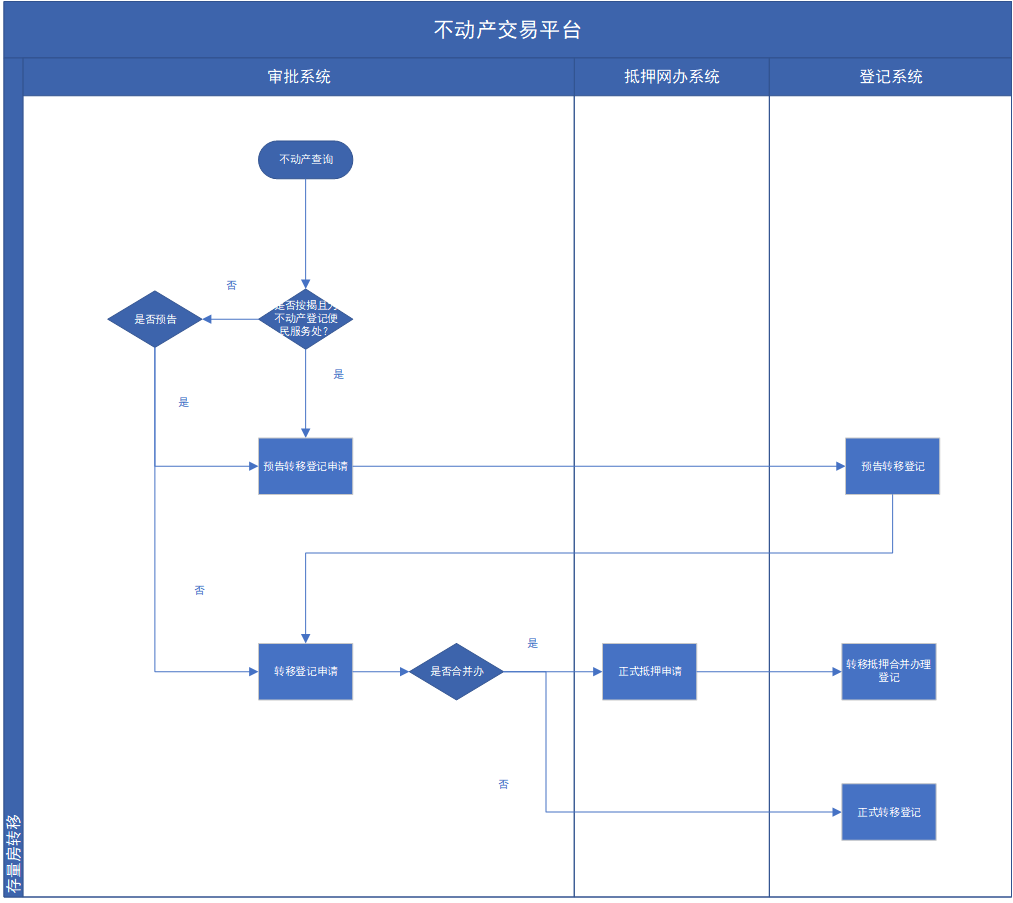 不动产交易平台
审批系统
抵押网办系统
登记系统
不动产查询
否
是否预告
是否按揭且为
不动产登记便
民服务处？
是
是
预告转移登记申请
预告转移登记
否
是
转移登记申请
是否合并办
正式抵押申请
转移抵押合并办理
登记
否
正式转移登记
存量房转移